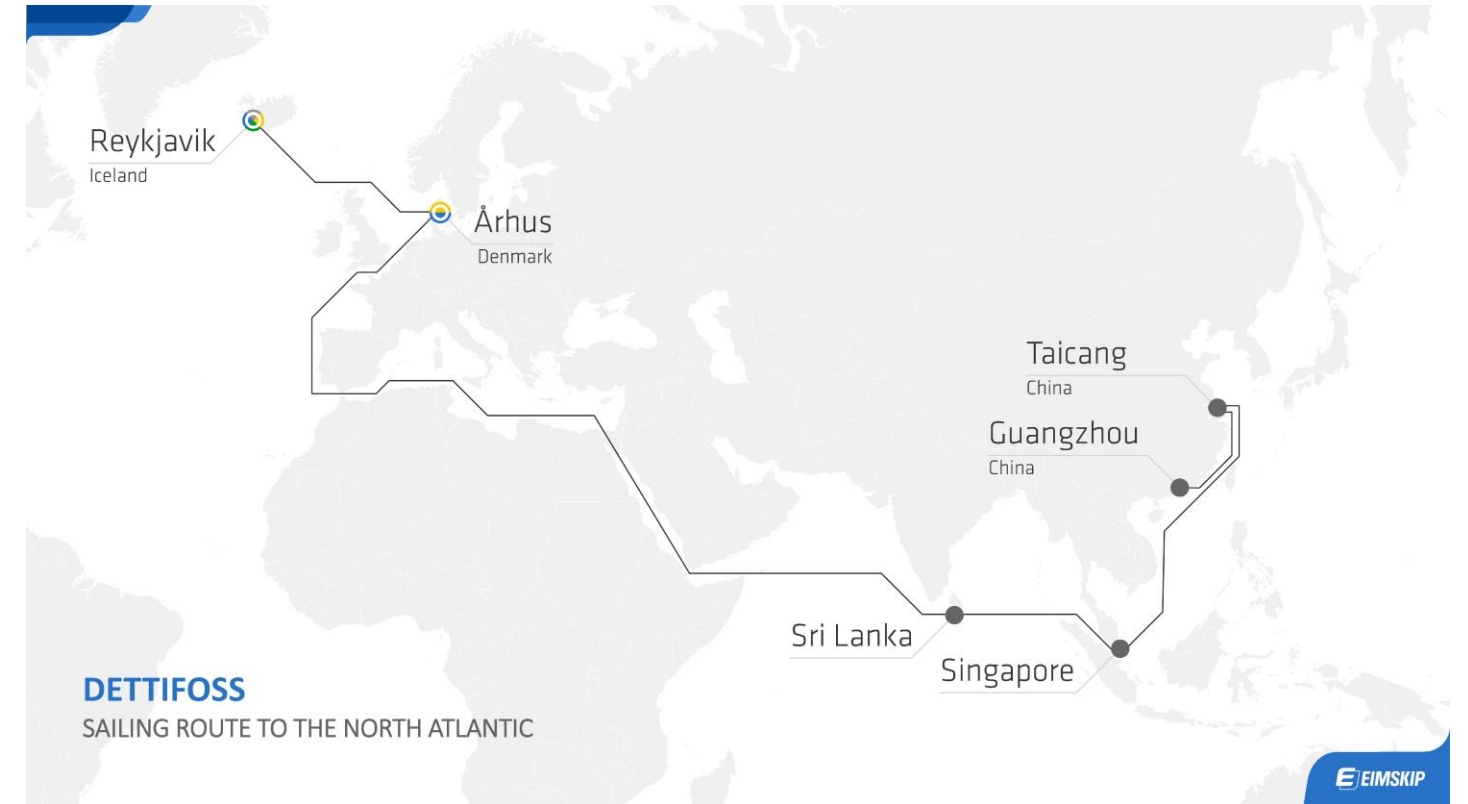 Reykjavik
Iceland
Århus
Denmark
Taicang
China
Guangzhou
China
Sri Lanka
Singapore
DETTIFOSS
SAILING ROUTE TO THE NORTH ATLANTIC
EIMSKIP